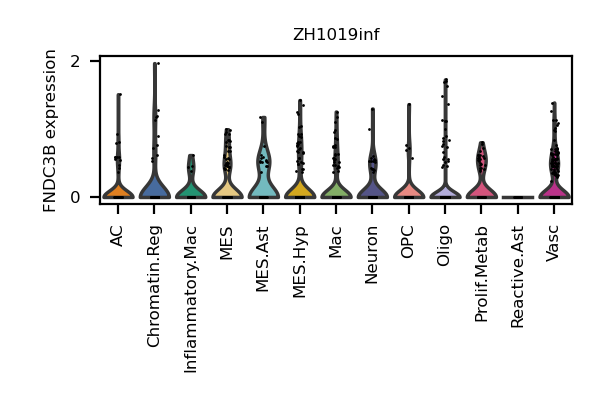 ZH1019inf
FNDC3B expression
2
0
AC
Chromatin.Reg
Inflammatory.Mac
MES
MES.Ast
MES.Hyp
Mac
Neuron
OPC
Oligo
Prolif.Metab
Reactive.Ast
Vasc